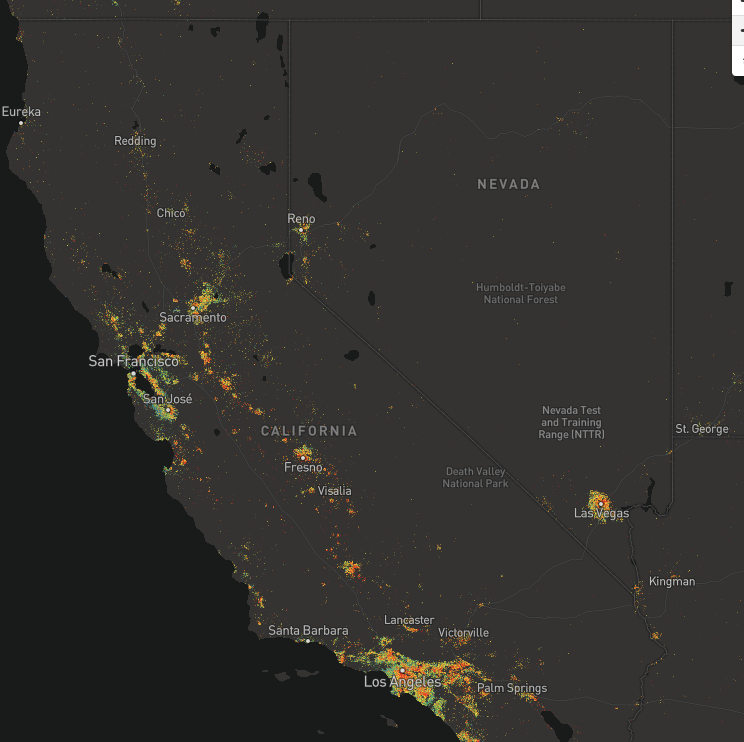 Eureka
Redding
NEVADA
Chico
Reno
Humboldt-Toiyabe
National Forest
Sacramento
San Francisco
San José
Nevada Test
and Training
Range (NTTR)
St. George
CALIFORNIA
Fresno
Death Valley
National Park
Visalia
Las Vegas
Kingman
Lancaster
Santa Barbara
Victorville
Los Angeles
Palm Springs